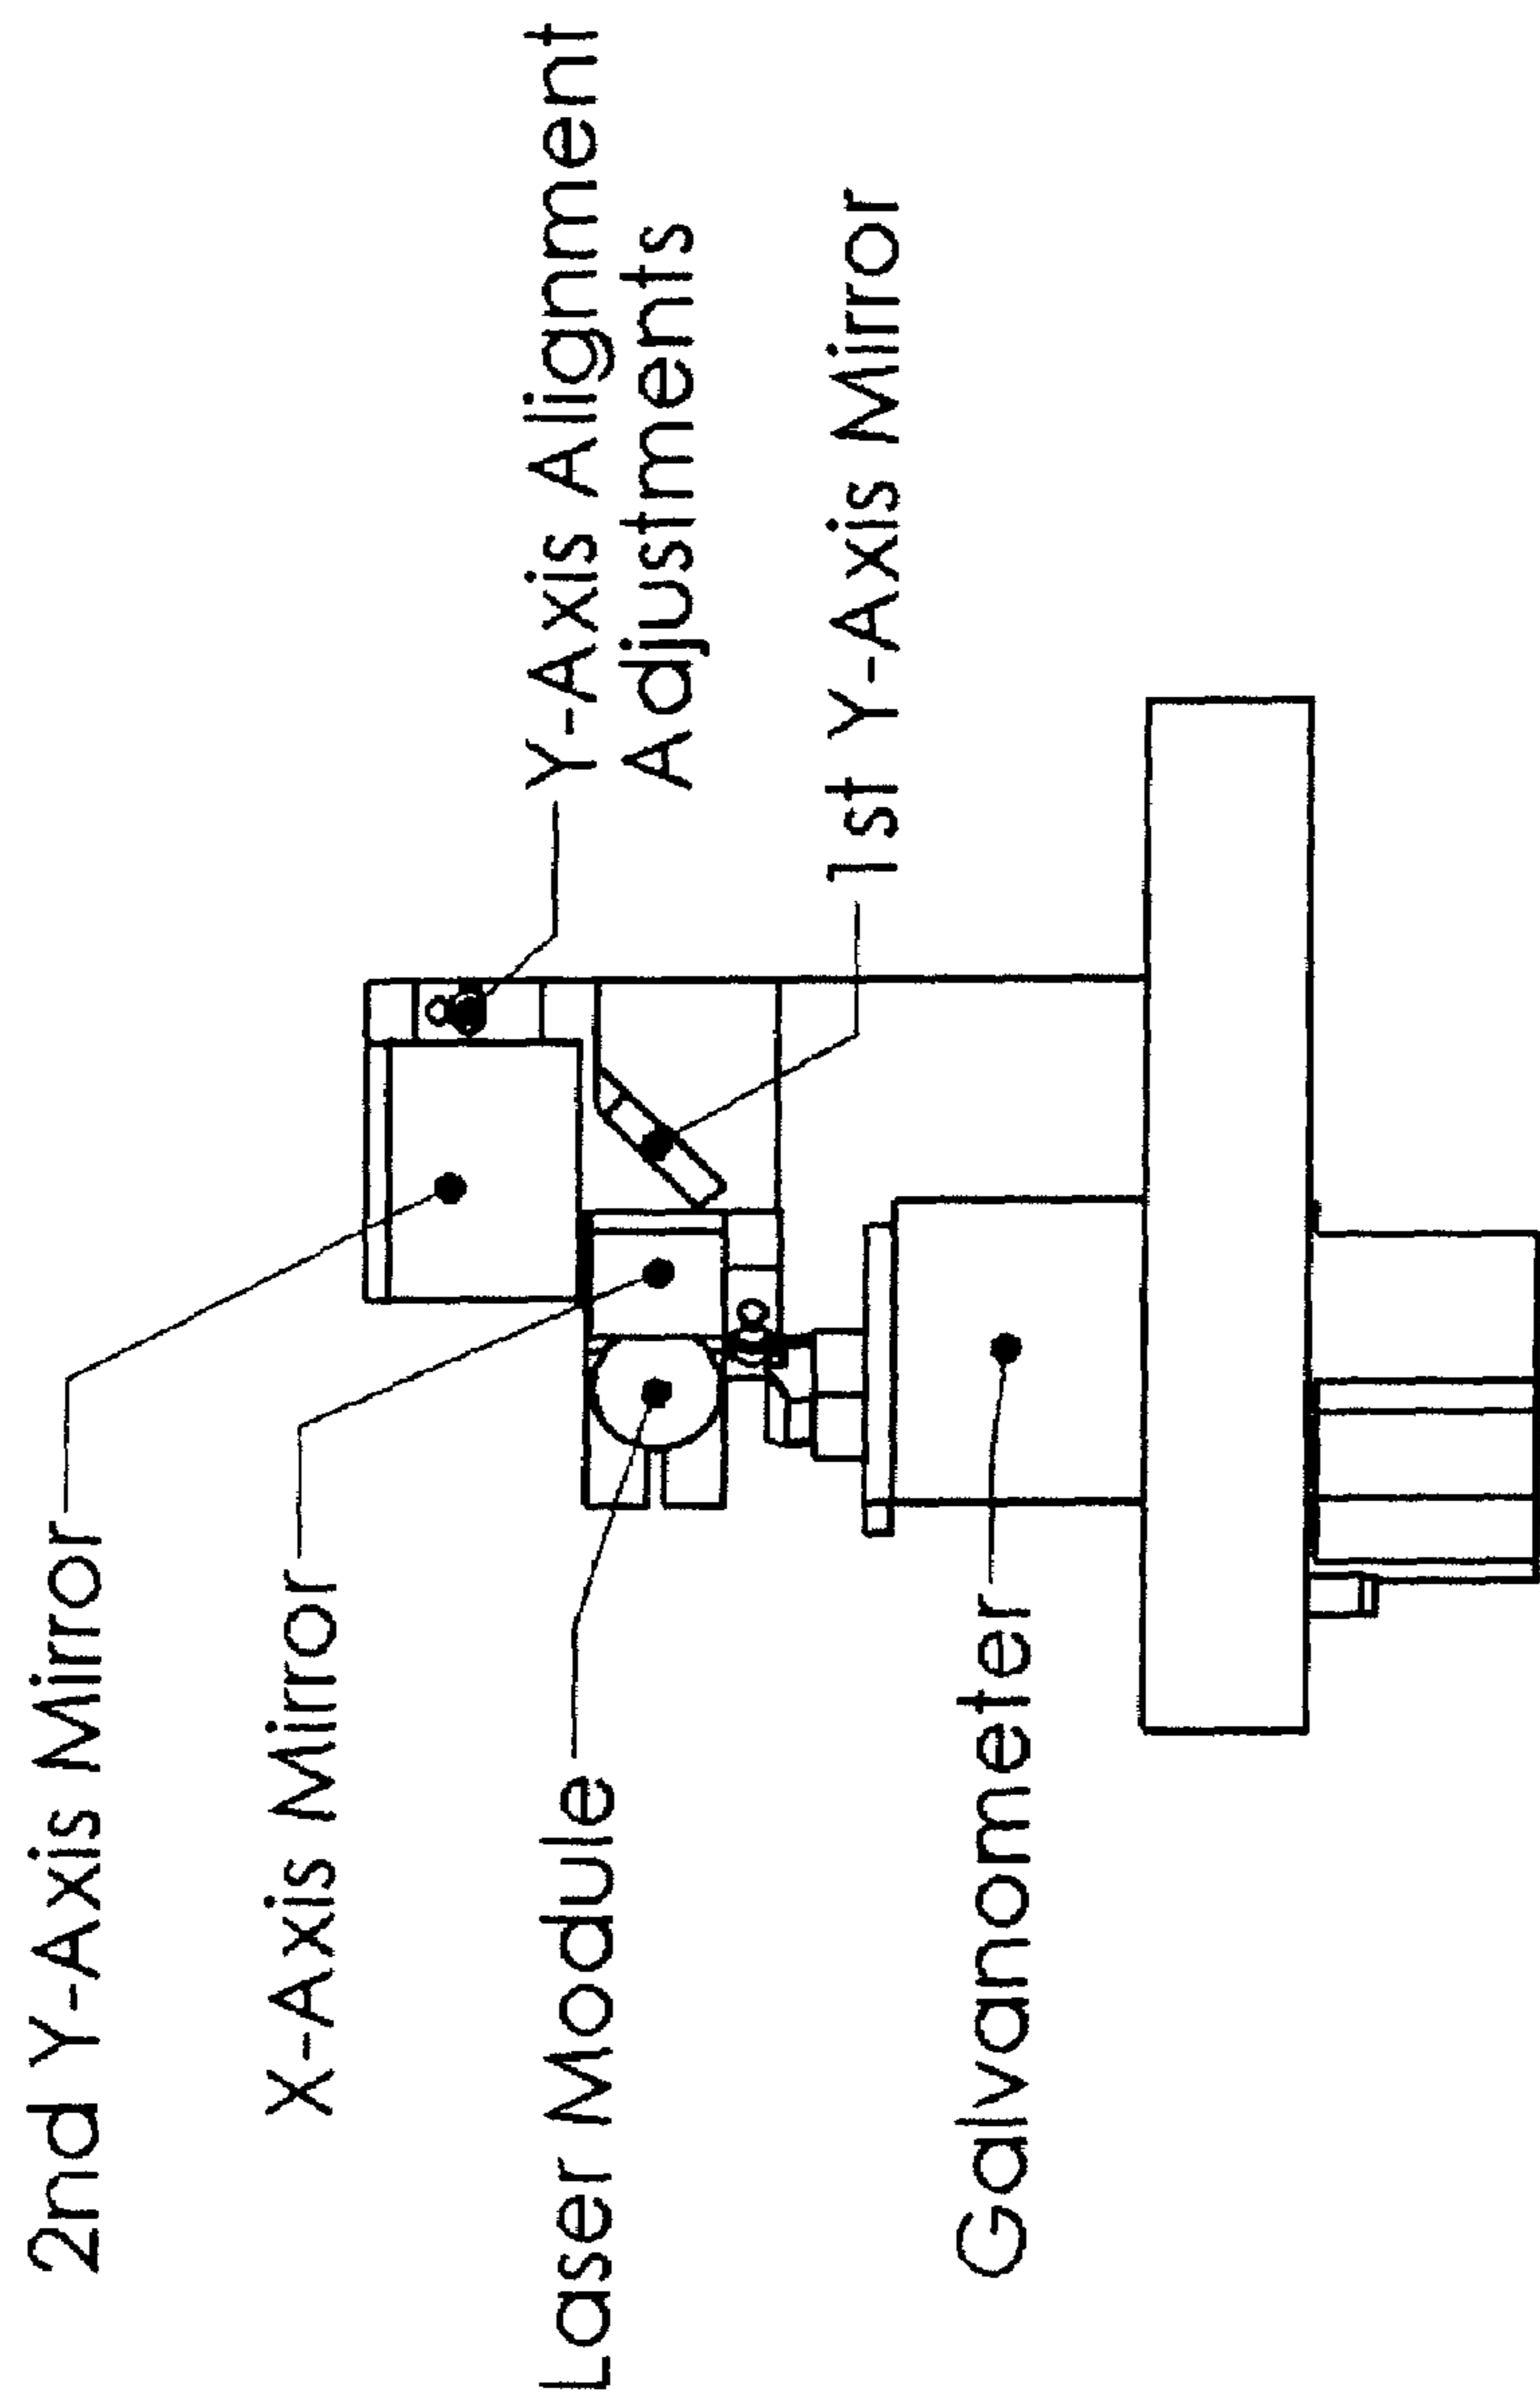 2nd Y-Axis Mirror
X-Axis Mirror
Laser Module
Galvanometer
Y-Axis Alignment
Adjustments
1st Y-Axis Mirror